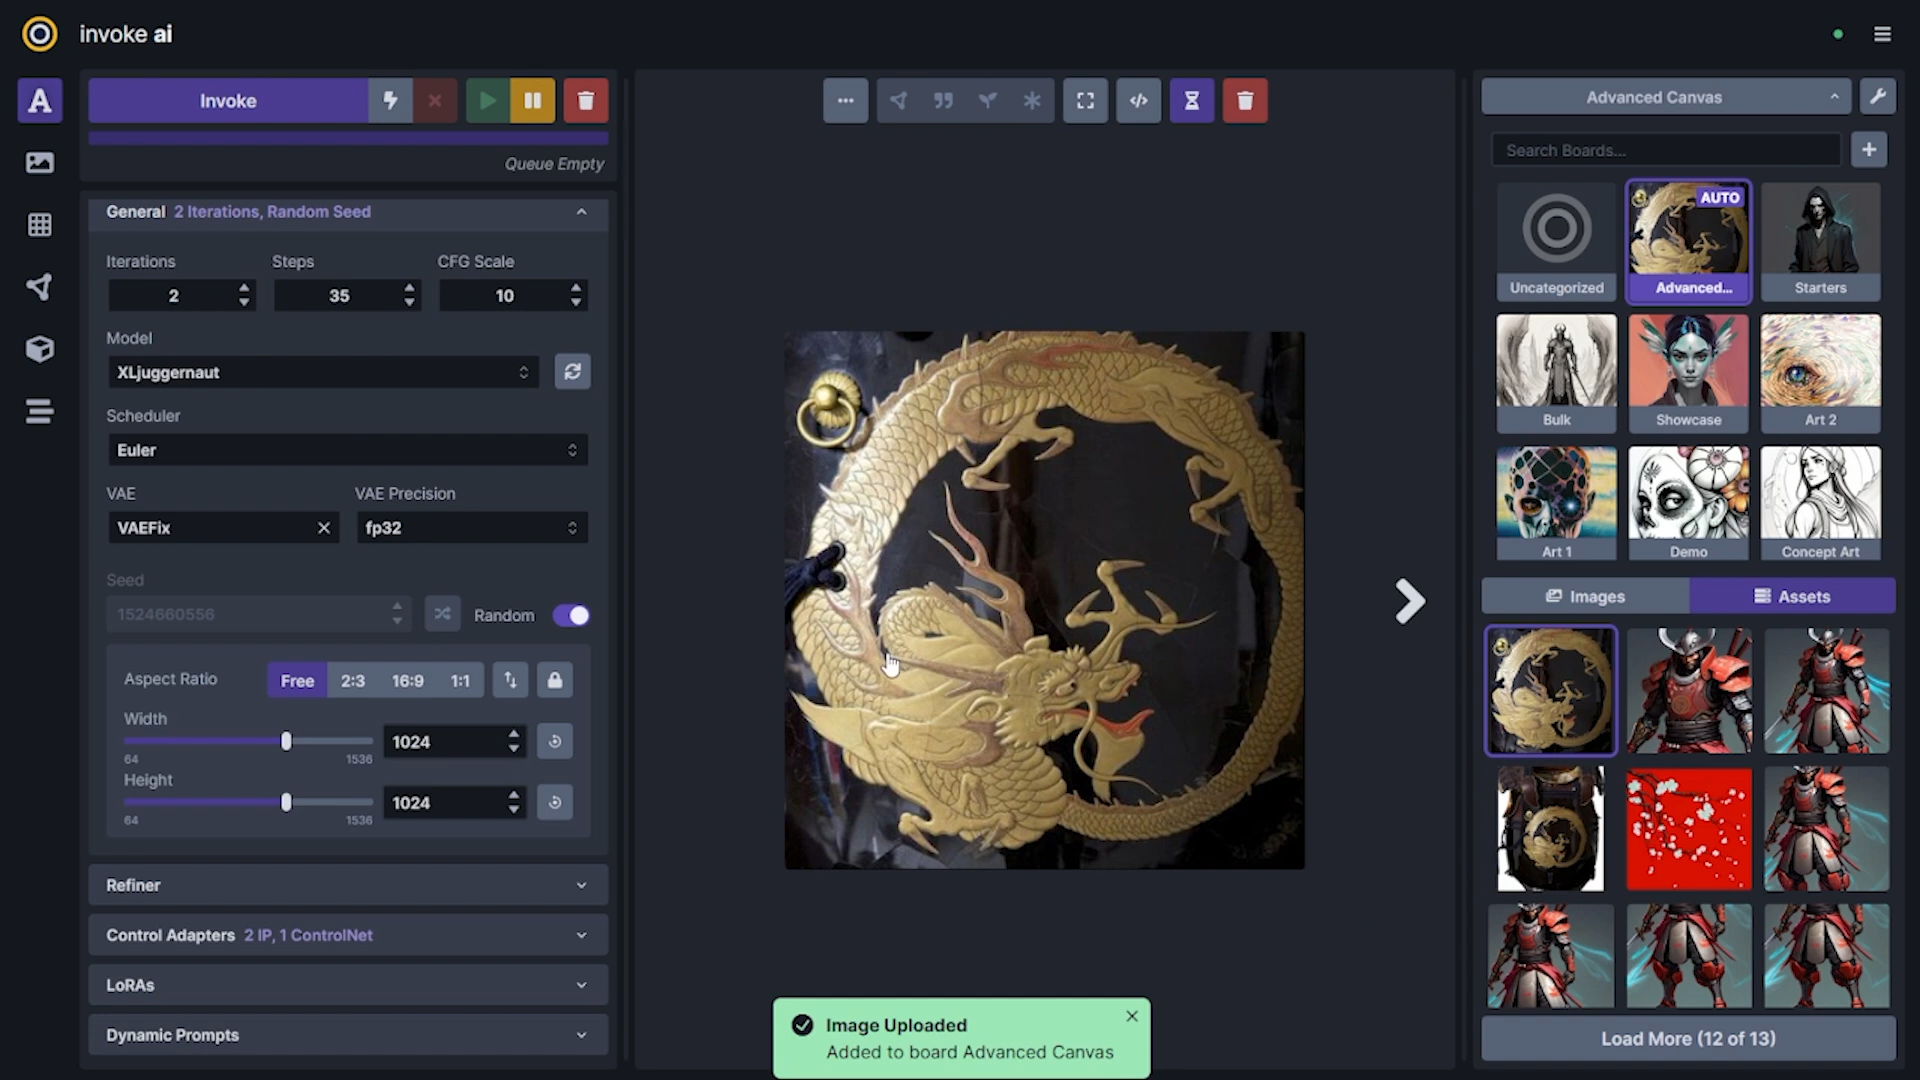 invoke ai
Invoke
Queue Empty
General 2 Iterations, Random Seed
Iterations Steps CFG Scale
2 35 10
Model
XLjuggernaut
Scheduler
Euler
VAE VAE Precision
VAEFix fp32
Seed
1524660556 Random
Aspect Ratio Free 2:3 16:9 1:1
Width
1024
64 1536
Height
1024
64 1536
Refiner
Control Adapters 2 IP, 1 ControlNet
LoRAs
Dynamic Prompts
Image Uploaded
Added to board Advanced Canvas
Advanced Canvas
Search Boards...
AUTO
Uncategorized Advanced... Starters
Bulk Showcase Art 2
Art 1 Demo Concept Art
Images Assets
Load More (12 of 13)